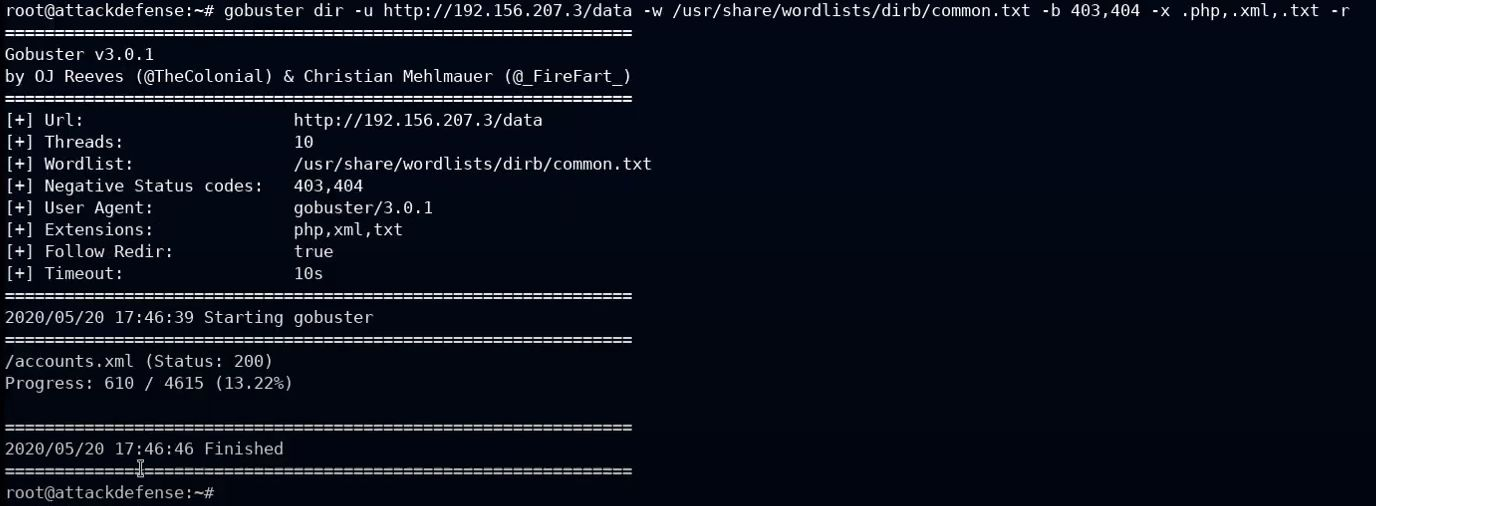 root@attackdefense:~# gobuster dir -u http://192.156.207.3/data -w /usr/share/wordlists/dirb/common.txt -b 403,404 -x .php,.xml,.txt -r
===============================================================
Gobuster v3.0.1
by OJ Reeves (@TheColonial) & Christian Mehlmauer (@_FireFart_)
===============================================================
[+] Url:                     http://192.156.207.3/data
[+] Threads:                 10
[+] Wordlist:                /usr/share/wordlists/dirb/common.txt
[+] Negative Status codes:   403,404
[+] User Agent:              gobuster/3.0.1
[+] Extensions:              php,xml,txt
[+] Follow Redir:            true
[+] Timeout:                 10s
===============================================================
2020/05/20 17:46:39 Starting gobuster
===============================================================
/accounts.xml (Status: 200)
Progress: 610 / 4615 (13.22%)
===============================================================
2020/05/20 17:46:46 Finished
===============================================================
root@attackdefense:~#